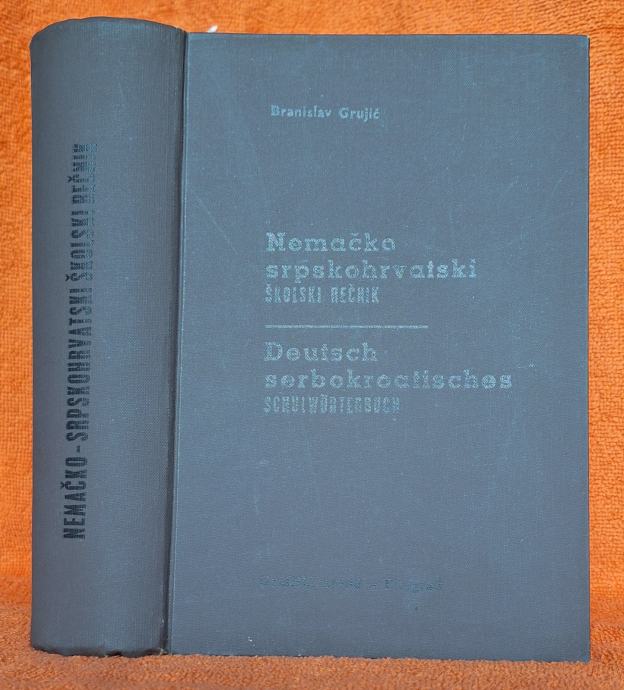 NEMAČKO-SRPSKOHRVATSKI ŠKOLSKI REČNIK
Branislav Grujić
Nemačko
srpskohrvatski
ŠKOLSKI REČNIK
Deutsch
serbokroatisches
SCHULWÖRTERBUCH